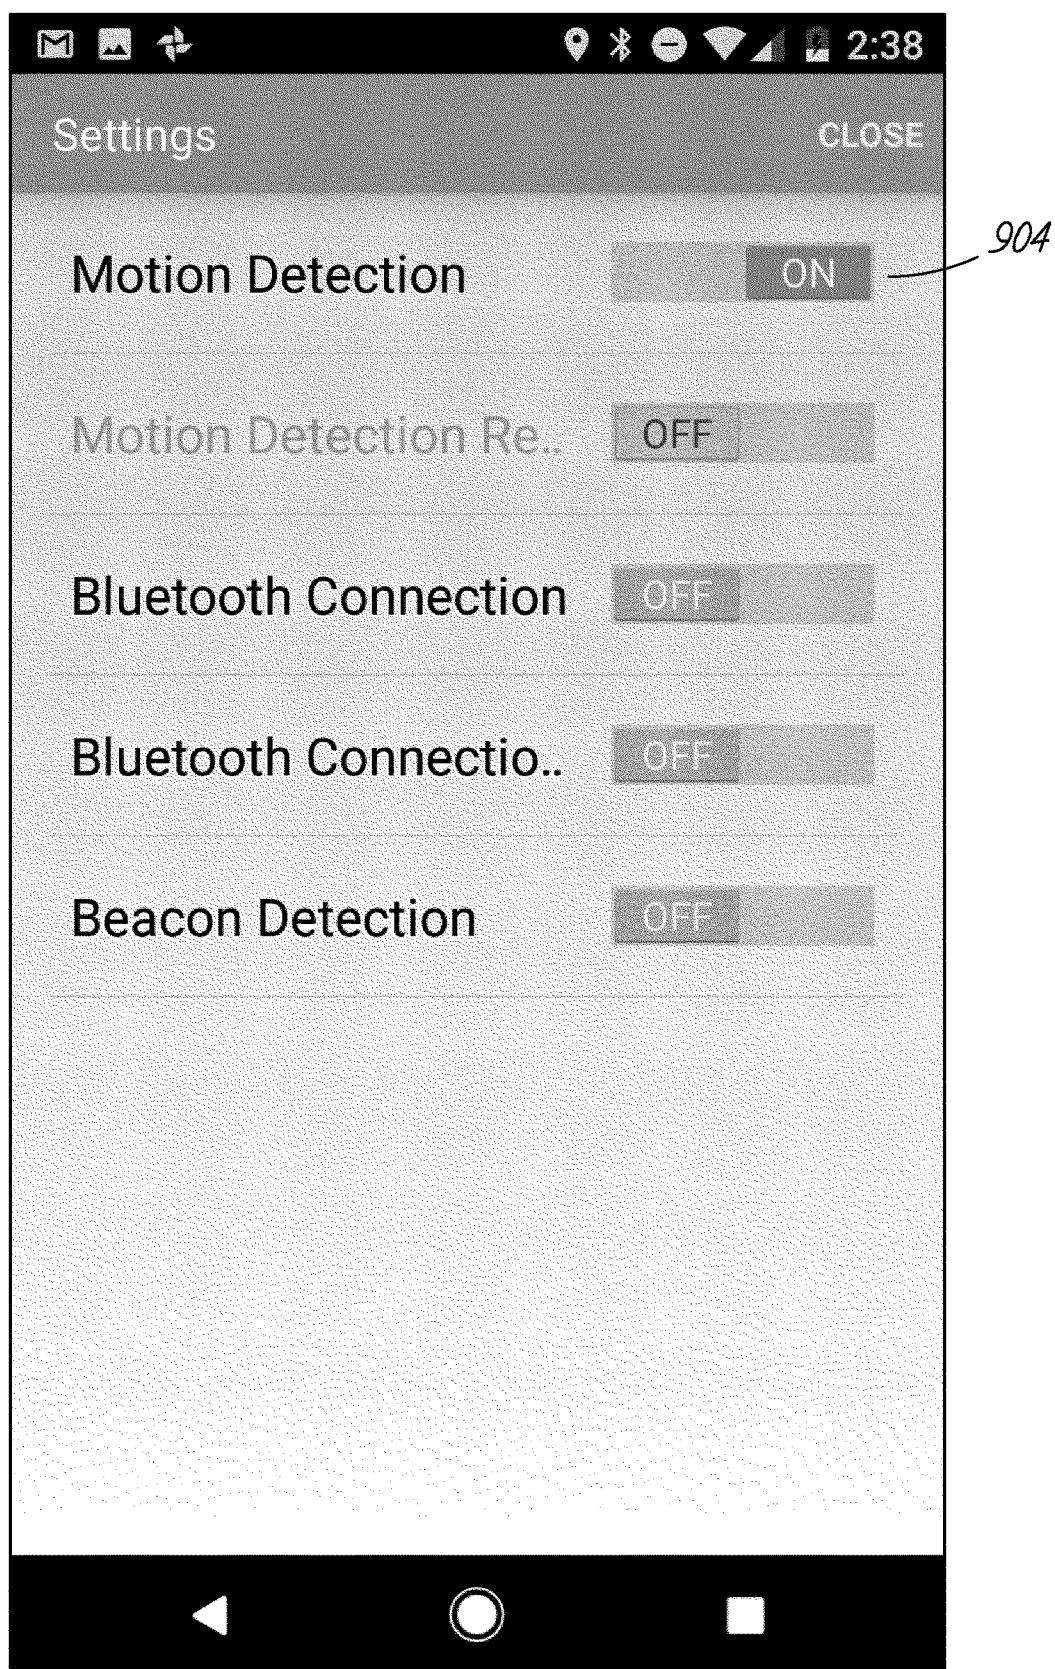 2:38
Settings CLOSE
904
Motion Detection ON
Motion Detection Re.. OFF
Bluetooth Connection OFF
Bluetooth Connectio.. OFF
Beacon Detection OFF